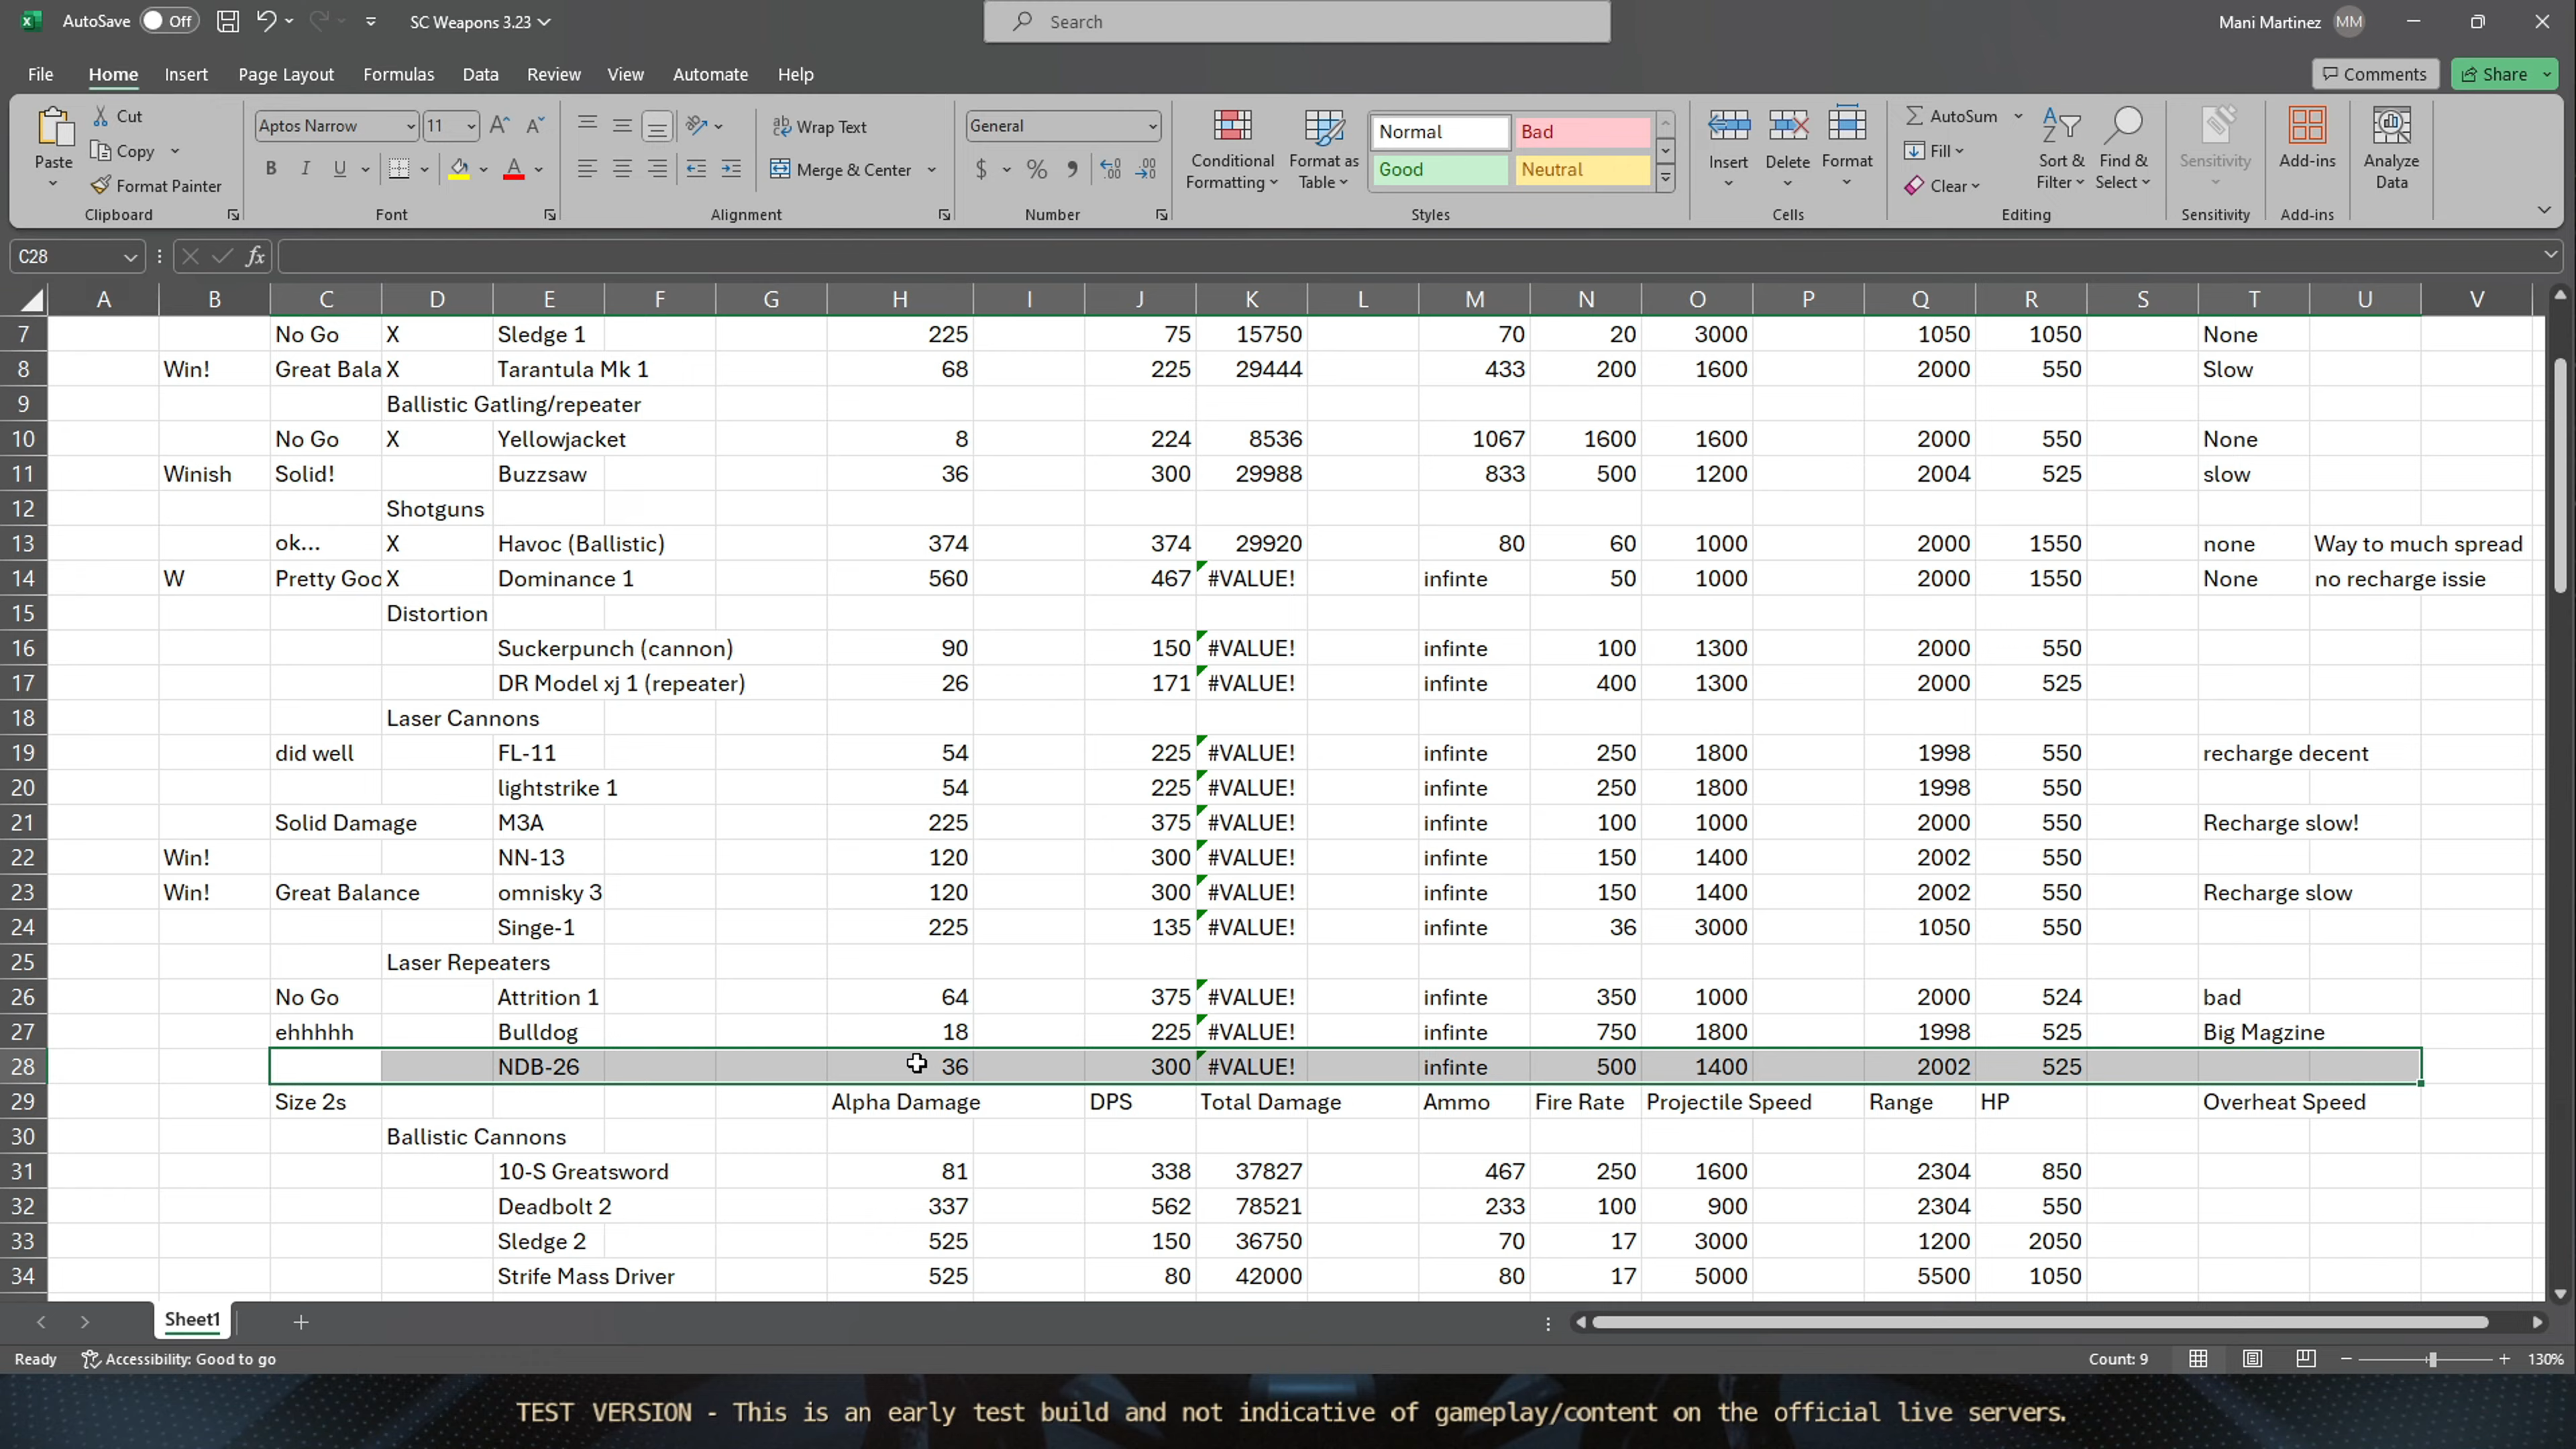 AutoSave Off SC Weapons 3.23 Search Mani Martinez MM
File Home Insert Page Layout Formulas Data Review View Automate Help Comments Share
Paste Cut Copy Format Painter Clipboard
Aptos Narrow 11 B I U A Font
ab Wrap Text Merge & Center Alignment
General $ % , Number
Conditional Formatting Format as Table Normal Bad Good Neutral Styles
Insert Delete Format Cells
AutoSum Fill Clear Sort & Filter Find & Select Editing
Sensitivity Sensitivity
Add-ins Add-ins
Analyze Data
C28 fx
A B C D E F G H I J K L M N O P Q R S T U V
7 No Go X Sledge 1 225 75 15750 70 20 3000 1050 1050 None
8 Win! Great Bala X Tarantula Mk 1 68 225 29444 433 200 1600 2000 550 Slow
9 Ballistic Gatling/repeater
10 No Go X Yellowjacket 8 224 8536 1067 1600 1600 2000 550 None
11 Winish Solid! Buzzsaw 36 300 29988 833 500 1200 2004 525 slow
12 Shotguns
13 ok... X Havoc (Ballistic) 374 374 29920 80 60 1000 2000 1550 none Way to much spread
14 W Pretty Goo X Dominance 1 560 467 #VALUE! infinte 50 1000 2000 1550 None no recharge issie
15 Distortion
16 Suckerpunch (cannon) 90 150 #VALUE! infinte 100 1300 2000 550
17 DR Model xj 1 (repeater) 26 171 #VALUE! infinte 400 1300 2000 525
18 Laser Cannons
19 did well FL-11 54 225 #VALUE! infinte 250 1800 1998 550 recharge decent
20 lightstrike 1 54 225 #VALUE! infinte 250 1800 1998 550
21 Solid Damage M3A 225 375 #VALUE! infinte 100 1000 2000 550 Recharge slow!
22 Win! NN-13 120 300 #VALUE! infinte 150 1400 2002 550
23 Win! Great Balance omnisky 3 120 300 #VALUE! infinte 150 1400 2002 550 Recharge slow
24 Singe-1 225 135 #VALUE! infinte 36 3000 1050 550
25 Laser Repeaters
26 No Go Attrition 1 64 375 #VALUE! infinte 350 1000 2000 524 bad
27 ehhhhh Bulldog 18 225 #VALUE! infinte 750 1800 1998 525 Big Magzine
28 NDB-26 36 300 #VALUE! infinte 500 1400 2002 525
29 Size 2s Alpha Damage DPS Total Damage Ammo Fire Rate Projectile Speed Range HP Overheat Speed
30 Ballistic Cannons
31 10-S Greatsword 81 338 37827 467 250 1600 2304 850
32 Deadbolt 2 337 562 78521 233 100 900 2304 550
33 Sledge 2 525 150 36750 70 17 3000 1200 2050
34 Strife Mass Driver 525 80 42000 80 17 5000 5500 1050
Sheet1
Ready Accessibility: Good to go Count: 9 130%
TEST VERSION - This is an early test build and not indicative of gameplay/content on the official live servers.